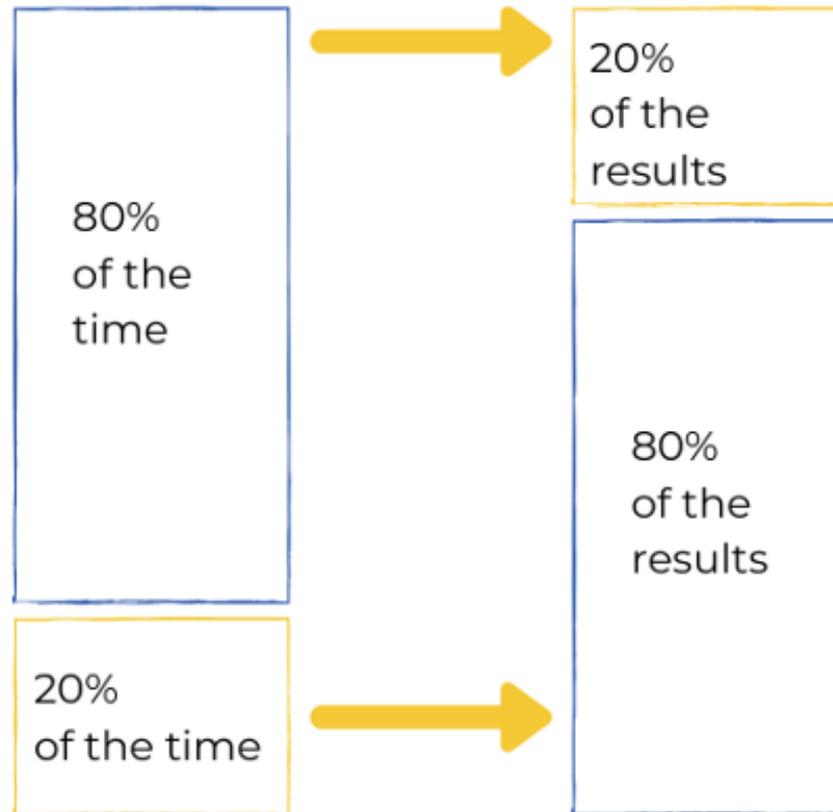 80%
of the
time
20%
of the
results
20%
of the time
80%
of the
results